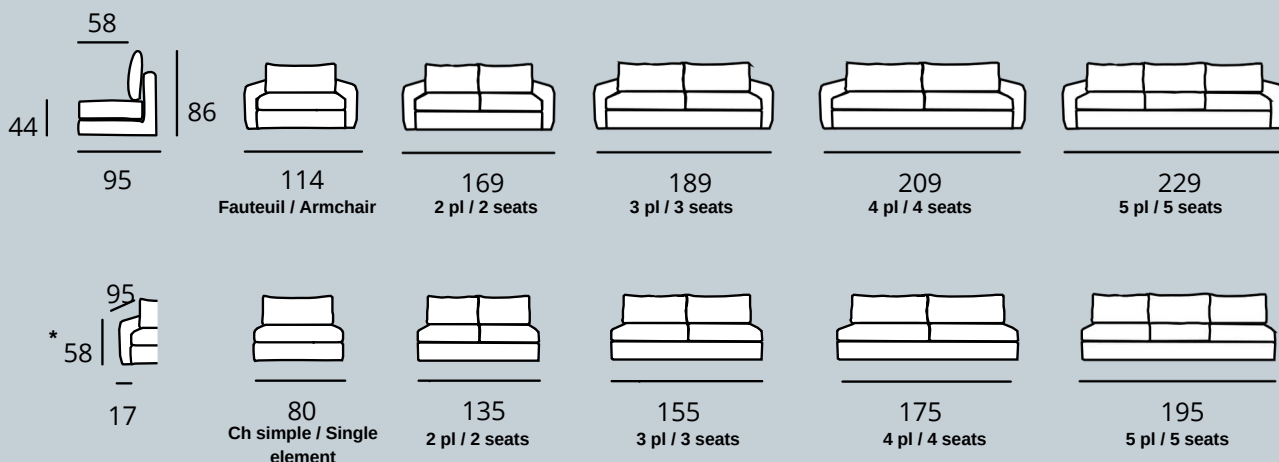 58
44
86
95
114
169
189
209
229
Fauteuil / Armchair
2 pl / 2 seats
3 pl / 3 seats
4 pl / 4 seats
5 pl / 5 seats
95
* 58
17
80
135
155
175
195
Ch simple / Single
element
2 pl / 2 seats
3 pl / 3 seats
4 pl / 4 seats
5 pl / 5 seats